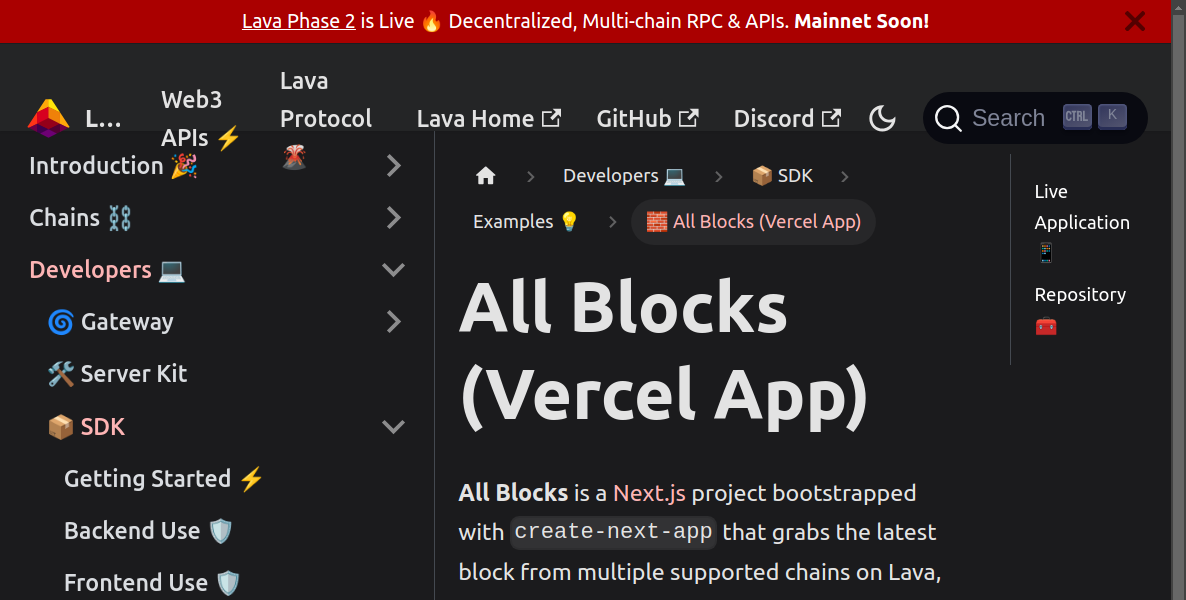 Lava Phase 2 is Live 🔥 Decentralized, Multi-chain RPC & APIs. Mainnet Soon!
L...
Web3
APIs ⚡
Lava
Protocol
🌋
Lava Home
GitHub
Discord
Search
CTRL
K
Introduction 🎉
Chains ⛓️
Developers 💻
🌀 Gateway
🛠️ Server Kit
📦 SDK
Getting Started ⚡
Backend Use 🛡️
Frontend Use 🛡️
Developers 💻
📦 SDK
Examples 💡
🧱 All Blocks (Vercel App)
All Blocks
(Vercel App)
All Blocks is a Next.js project bootstrapped
with create-next-app that grabs the latest
block from multiple supported chains on Lava,
Live
Application
📱
Repository
🧰